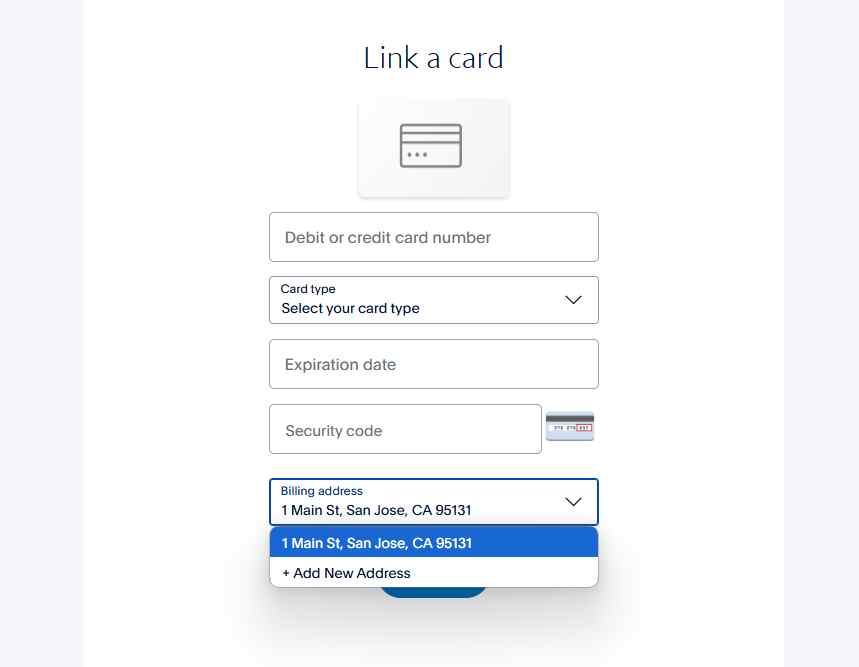 Link a card
Debit or credit card number
Card type
Select your card type
Expiration date
Security code
Billing address
1 Main St, San Jose, CA 95131
1 Main St, San Jose, CA 95131
+ Add New Address